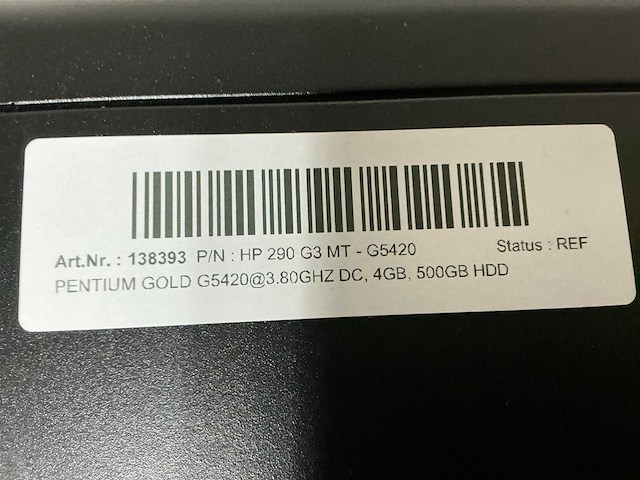 Art.Nr. : 138393 P/N : HP 290 G3 MT - G5420 Status : REF
PENTIUM GOLD G5420@3.80GHZ DC, 4GB, 500GB HDD